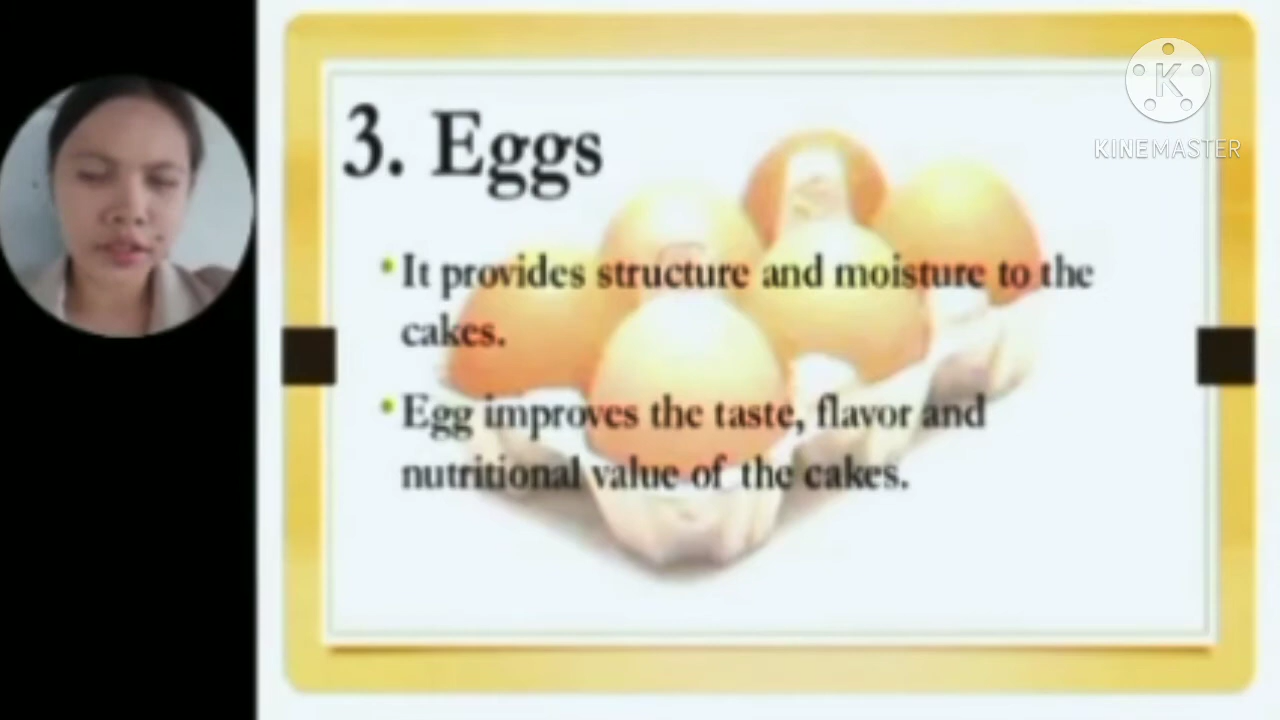 3. Eggs
It provides structure and moisture to the
cakes.
Egg improves the taste, flavor and
nutritional value of the cakes.
K
KINEMASTER